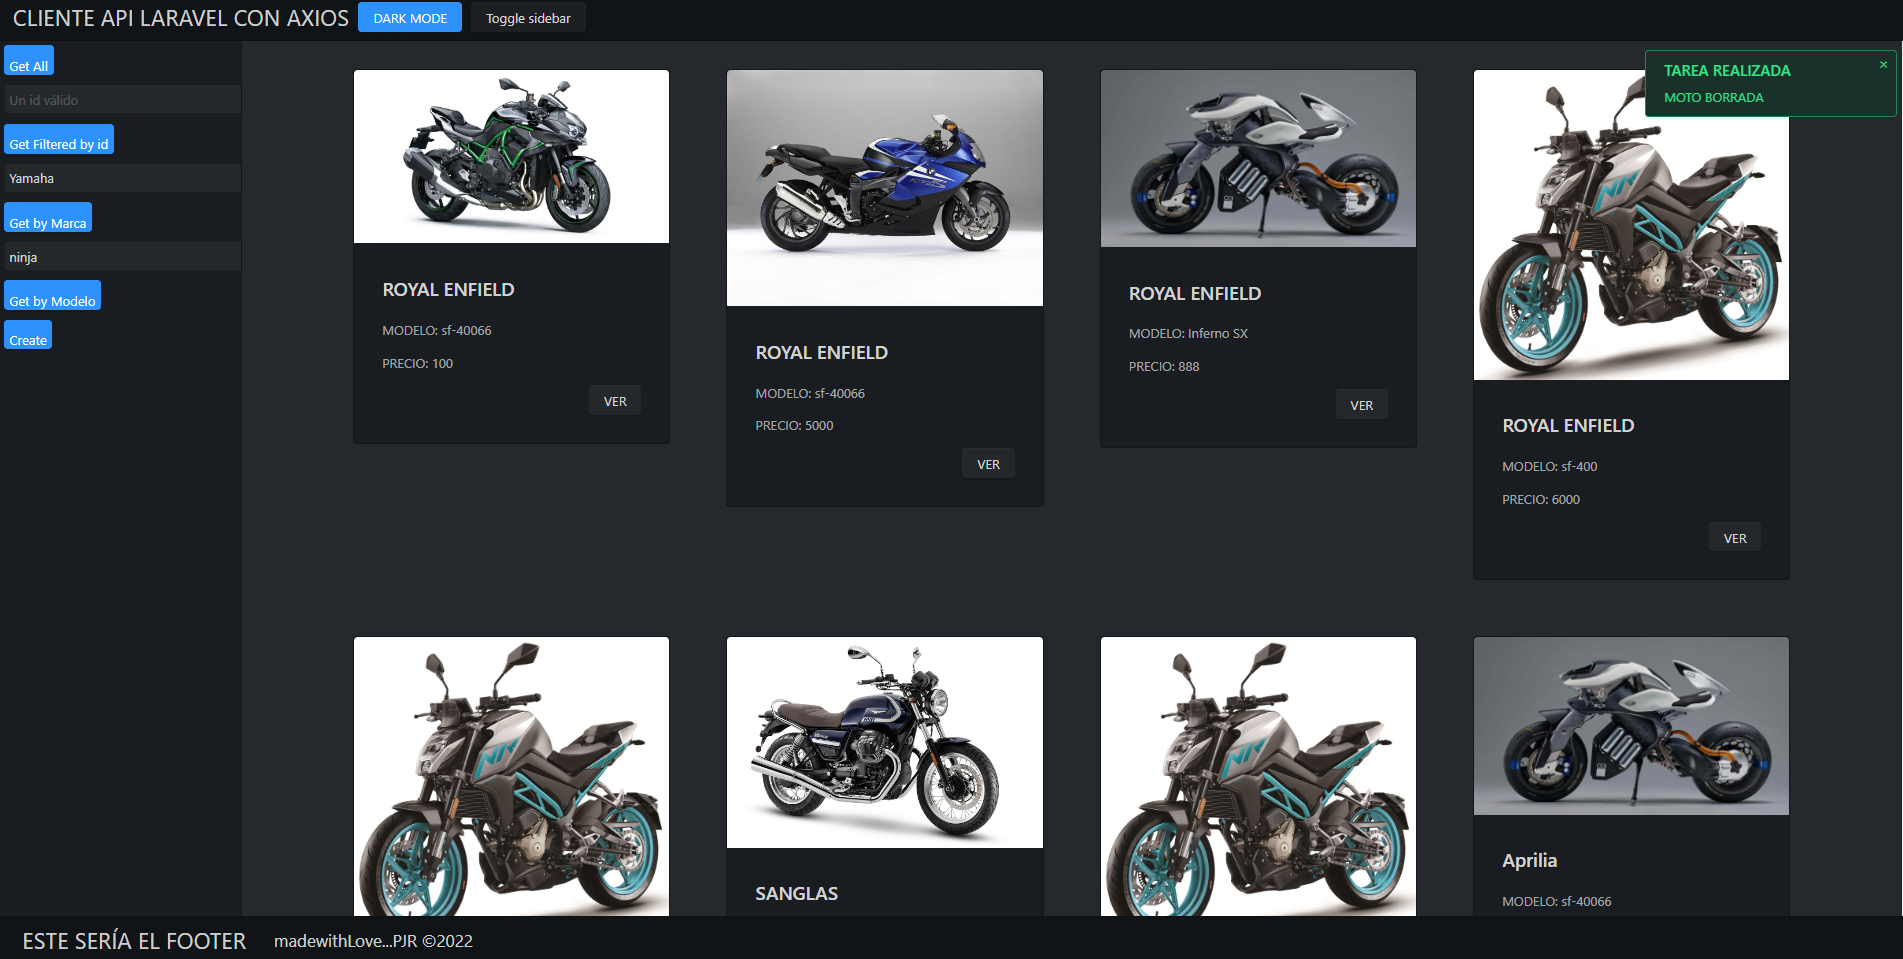 CLIENTE API LARAVEL CON AXIOS
DARK MODE
Toggle sidebar
Get All
Un id válido
Get Filtered by id
Yamaha
Get by Marca
ninja
Get by Modelo
Create
TAREA REALIZADA
×
MOTO BORRADA
ROYAL ENFIELD
MODELO: sf-40066
PRECIO: 100
VER
ROYAL ENFIELD
MODELO: sf-40066
PRECIO: 5000
VER
ROYAL ENFIELD
MODELO: Inferno SX
PRECIO: 888
VER
NK
ROYAL ENFIELD
MODELO: sf-400
PRECIO: 6000
VER
NK
SANGLAS
NK
Aprilia
MODELO: sf-40066
ESTE SERÍA EL FOOTER
madewithLove...PJR ©2022